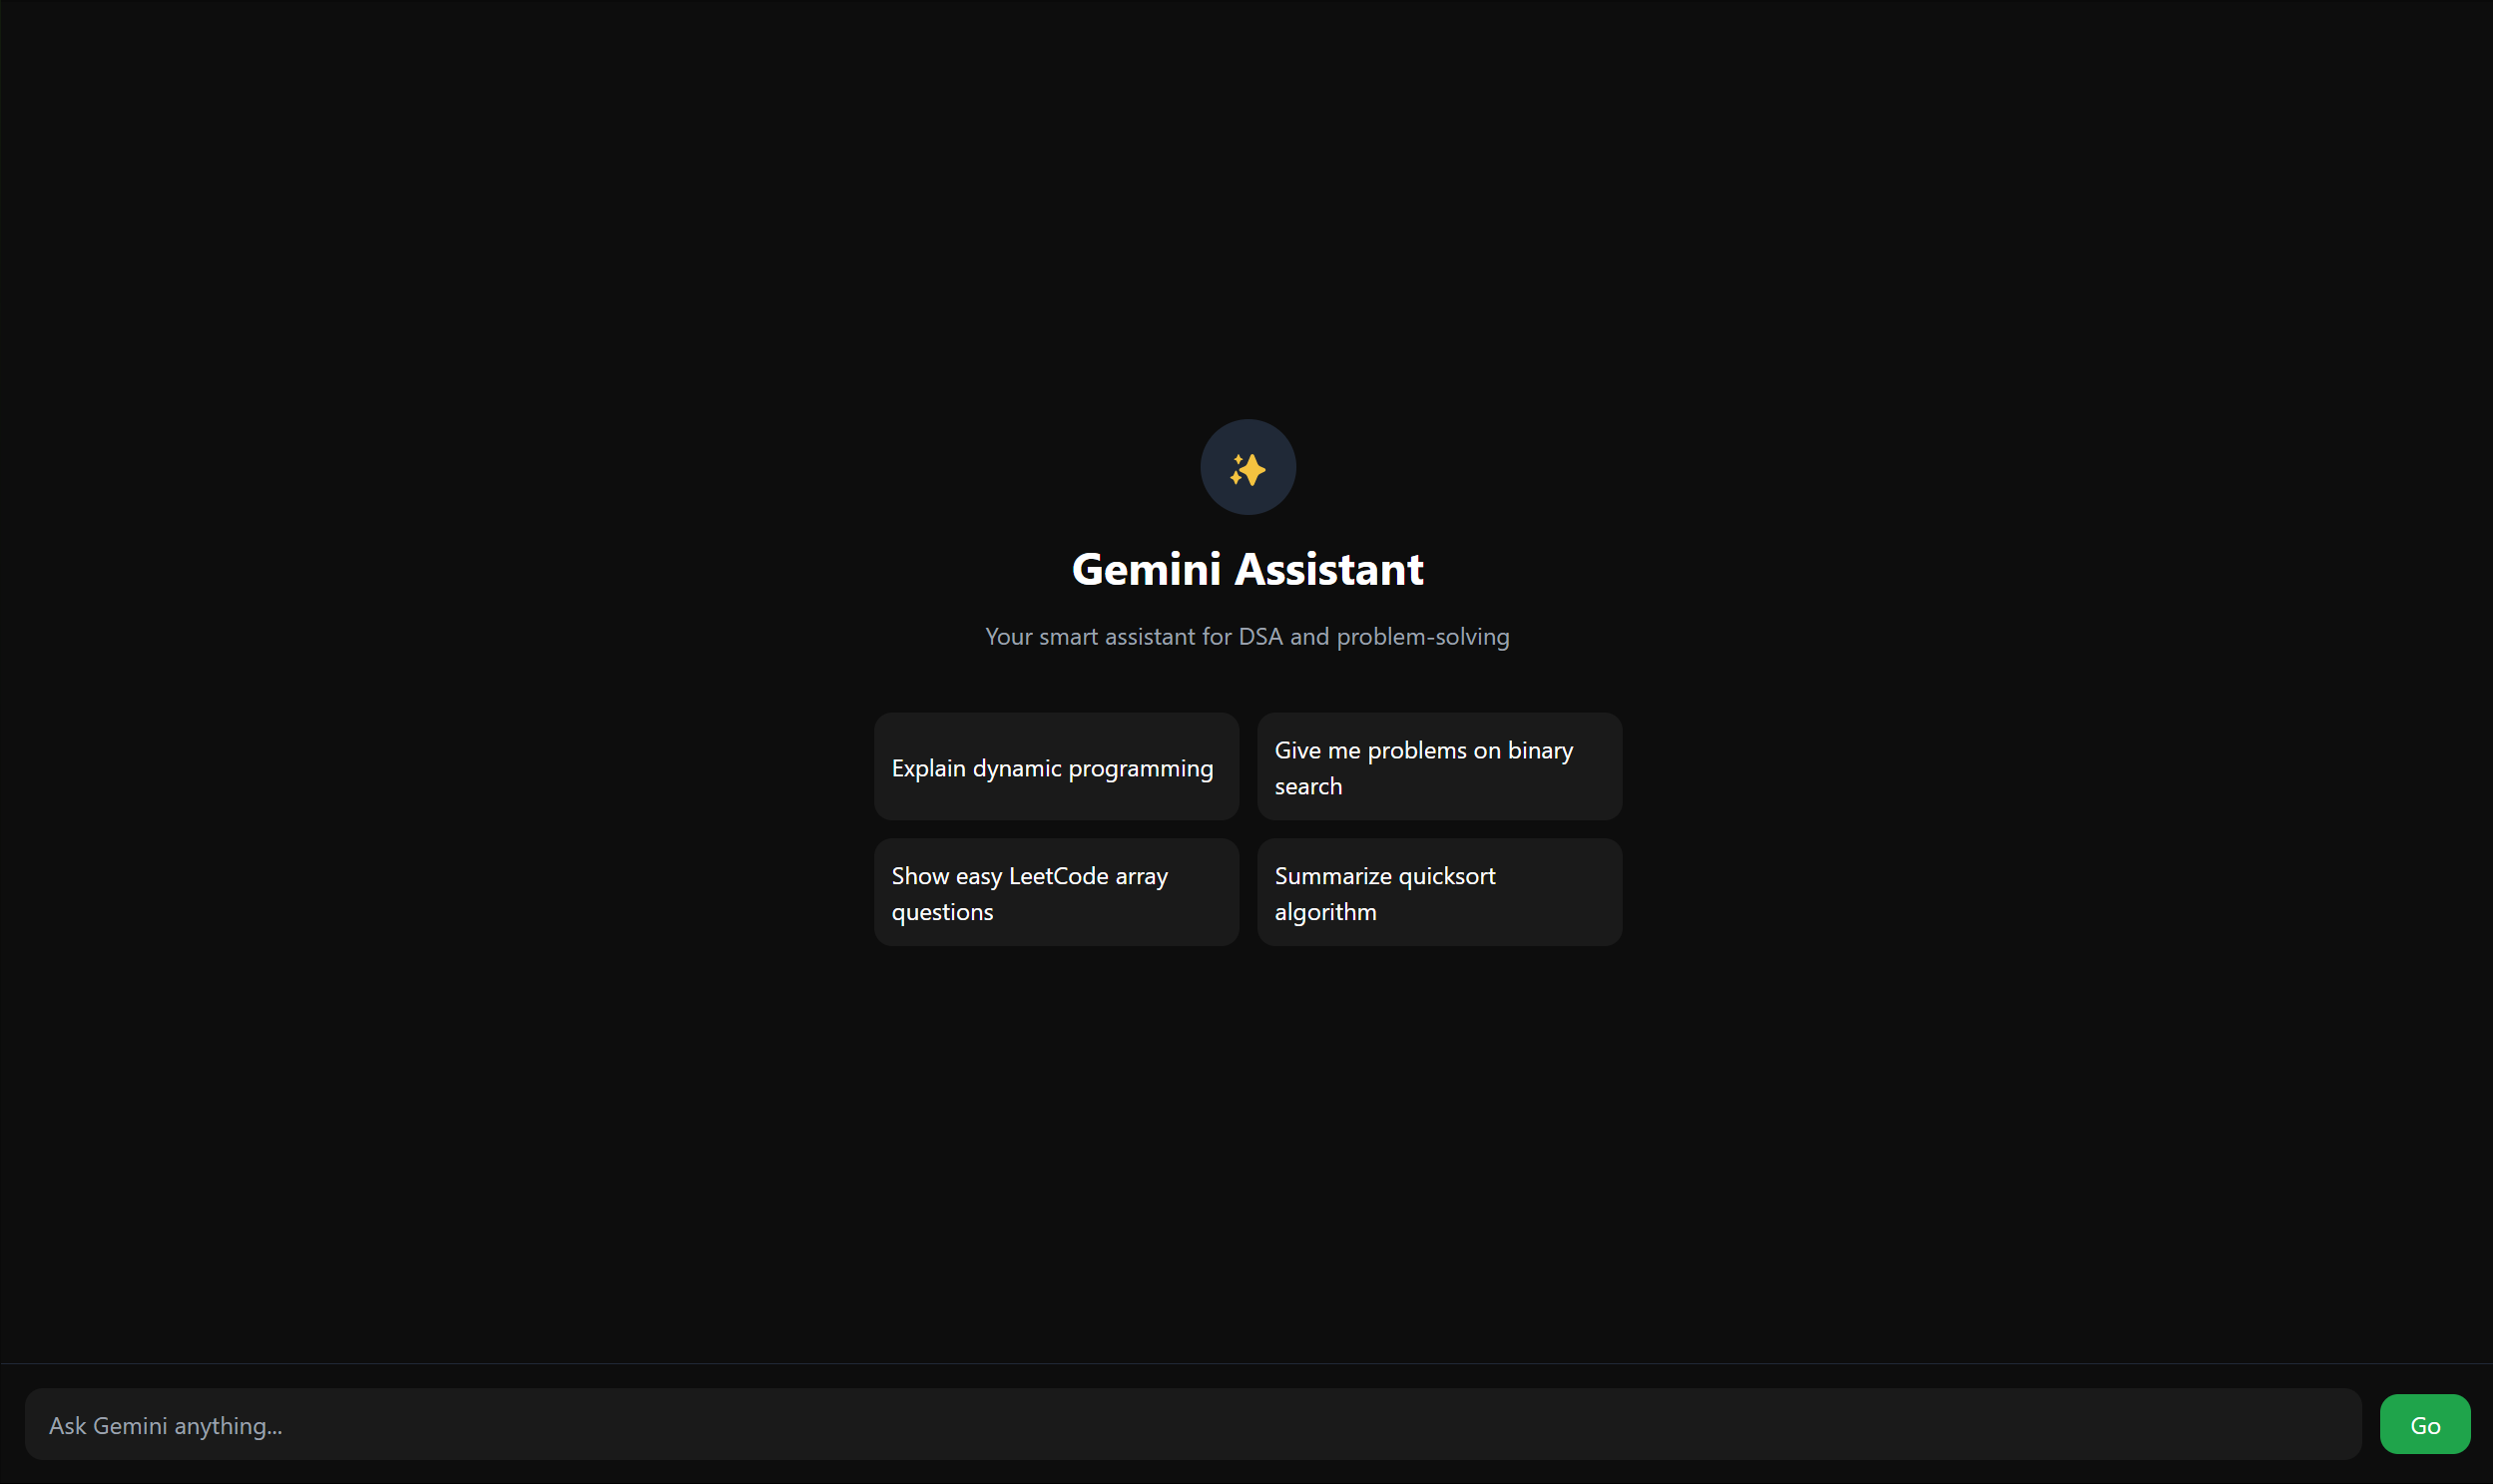 Gemini Assistant
Your smart assistant for DSA and problem-solving
Explain dynamic programming
Give me problems on binary
search
Show easy LeetCode array
questions
Summarize quicksort
algorithm
Ask Gemini anything...
Go